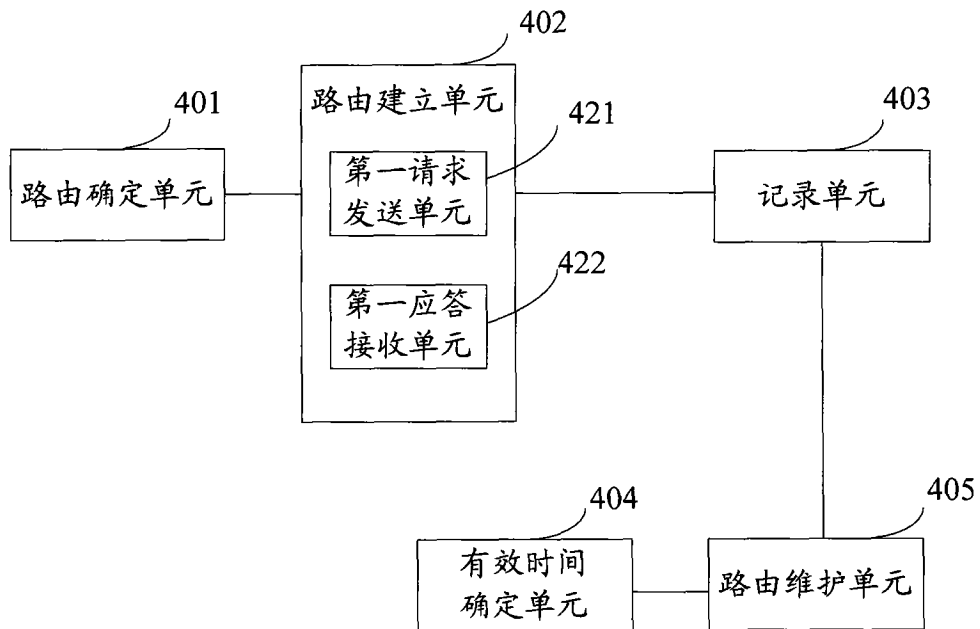 402
401
路由建立单元
421
403
第一请求
发送单元
路由确定单元
记录单元
422
第一应答
接收单元
404
405
有效时间
确定单元
路由维护单元